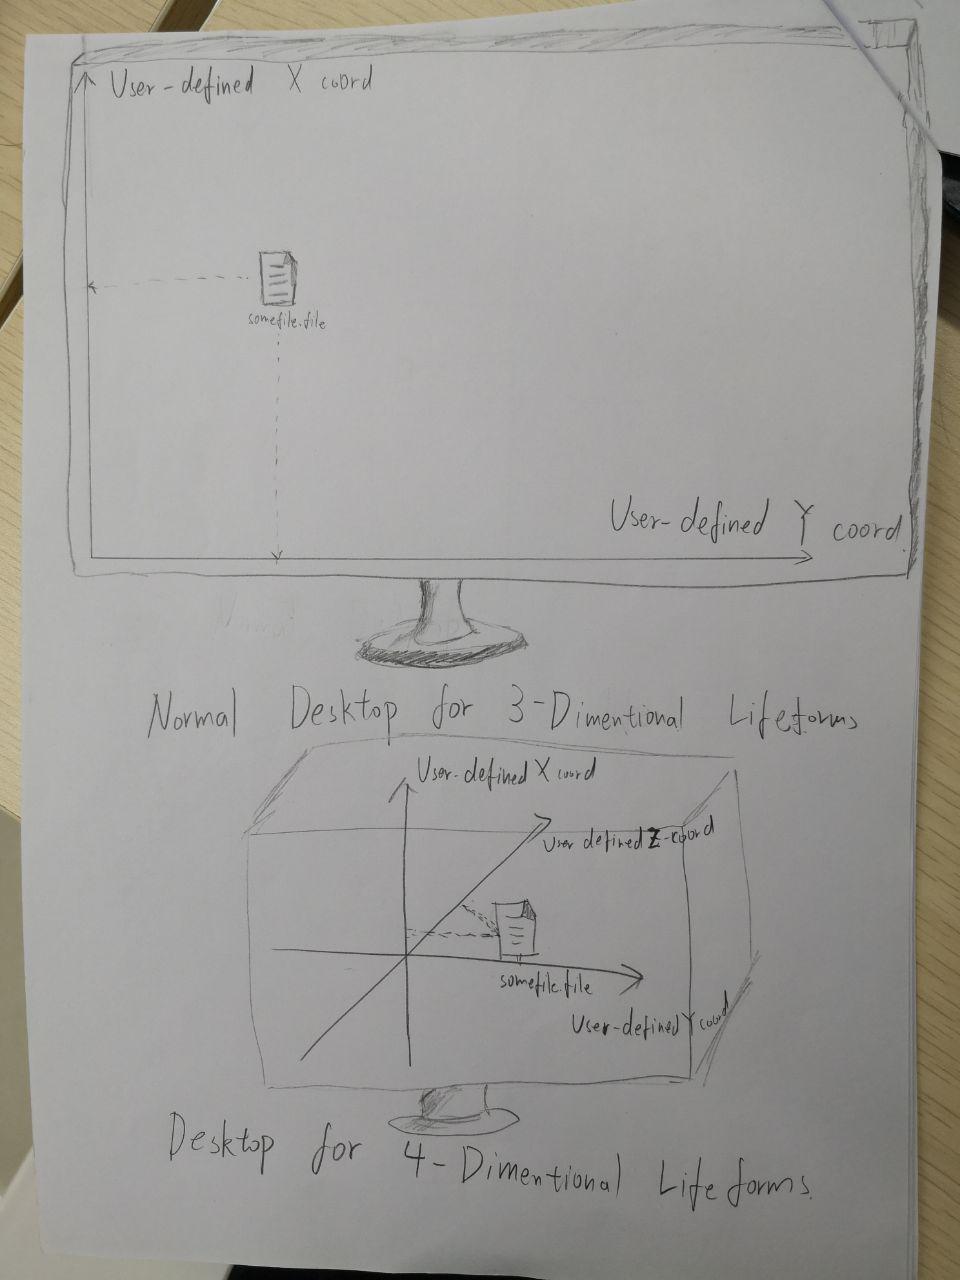 User-defined X coord
somefile.file
User-defined Y coord.
Normal Desktop for 3-Dimentional Lifeforms
User-defined X coord
User defined Z-coord
somefile.file
User-defined Y coord
Desktop for 4-Dimentional Lifeforms.